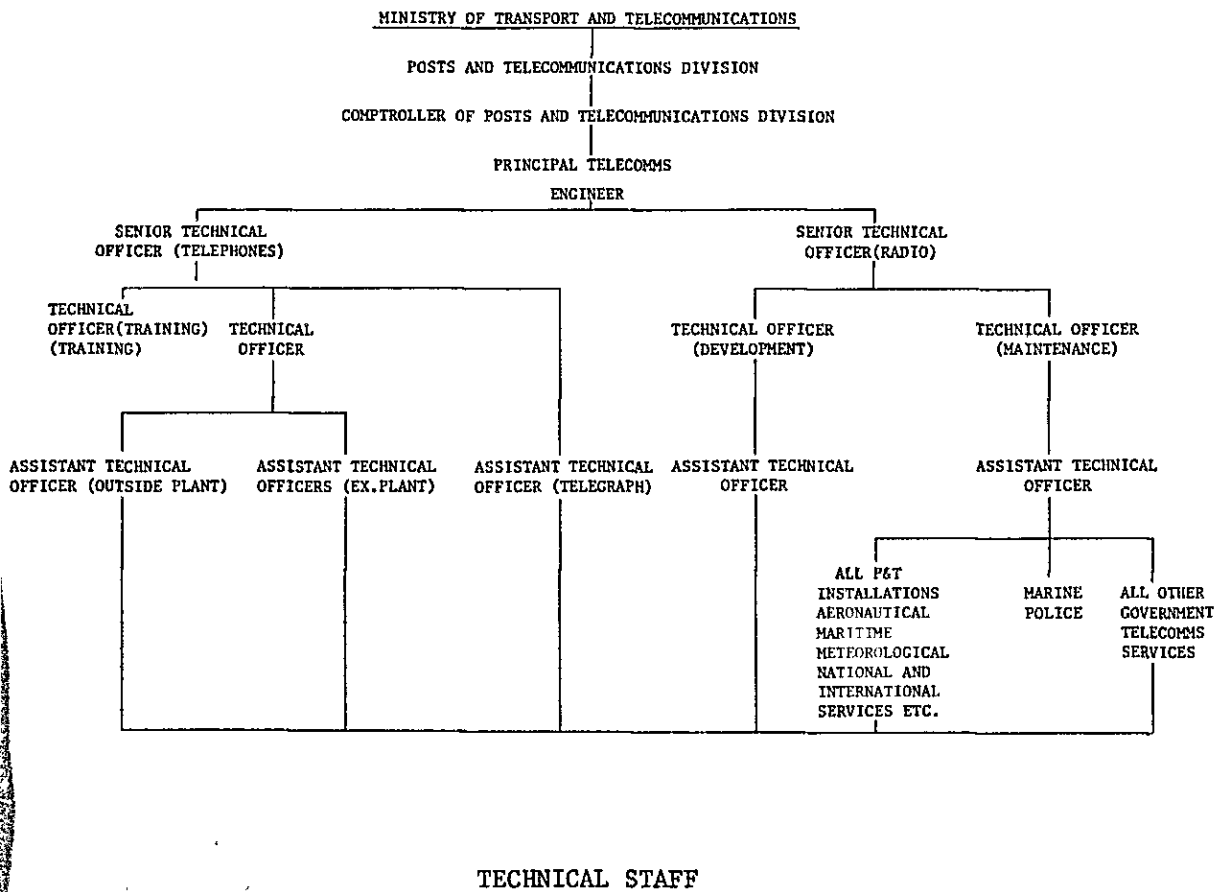 MINISTRY OF TRANSPORT AND TELECOMMUNICATIONS
POSTS AND TELECOMMUNICATIONS DIVISION
COMPTROLLER OF POSTS AND TELECOMMUNICATIONS DIVISION
PRINCIPAL TELECOMMS
ENGINEER
SENIOR TECHNICAL
OFFICER (TELEPHONES)
SENIOR TECHNICAL
OFFICER(RADIO)
TECHNICAL
OFFICER(TRAINING)
(TRAINING)
TECHNICAL
OFFICER
TECHNICAL OFFICER
(DEVELOPMENT)
TECHNICAL OFFICER
(MAINTENANCE)
ASSISTANT TECHNICAL
OFFICER (OUTSIDE PLANT)
ASSISTANT TECHNICAL
OFFICERS (EX.PLANT)
ASSISTANT TECHNICAL
OFFICER (TELEGRAPH)
ASSISTANT TECHNICAL
OFFICER
ASSISTANT TECHNICAL
OFFICER
ALL P&T
INSTALLATIONS
AERONAUTICAL
MARITIME
METEOROLOGICAL
NATIONAL AND
INTERNATIONAL
SERVICES ETC.
MARINE
POLICE
ALL OTHER
GOVERNMENT
TELECOMMS
SERVICES
TECHNICAL STAFF